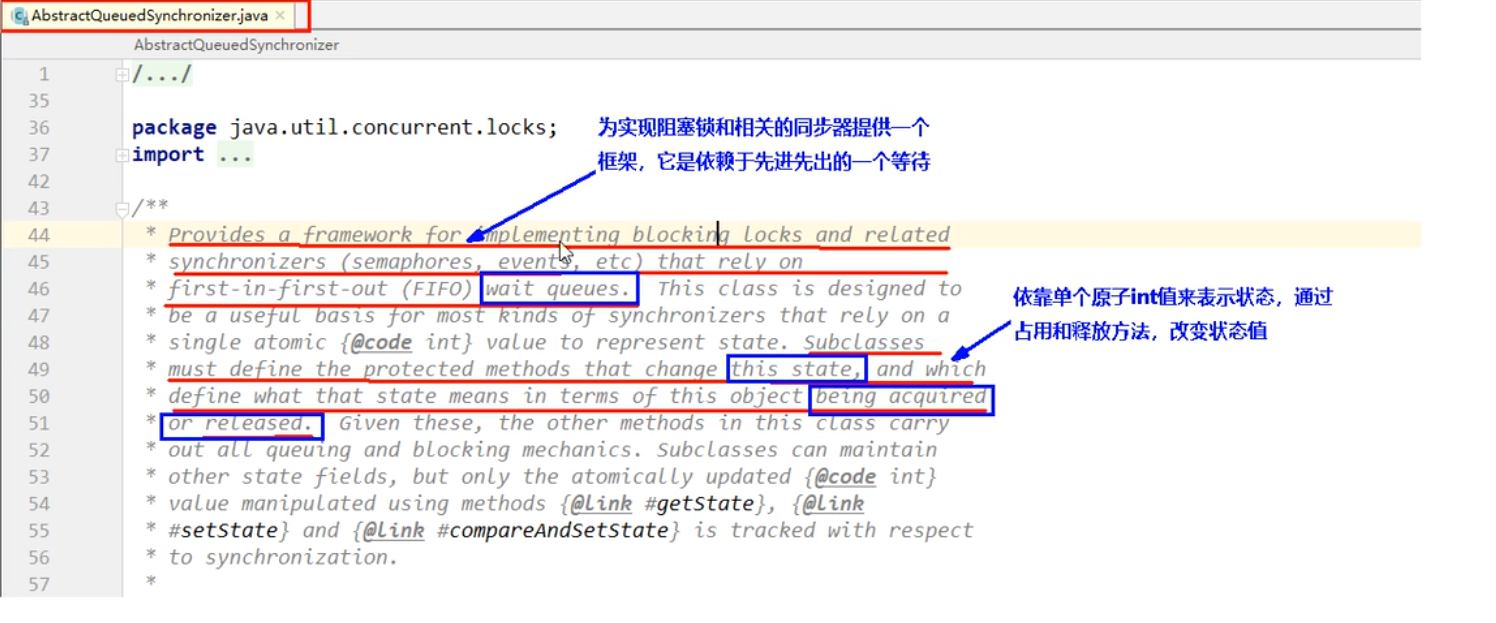 AbstractQueuedSynchronizer.java
AbstractQueuedSynchronizer
1 /.../
35
36 package java.util.concurrent.locks;
37 import ...
为实现阻塞锁和相关的同步器提供一个
框架，它是依赖于先进先出的一个等待
42
43 /**
44 * Provides a framework for implementing blocking locks and related
45 * synchronizers (semaphores, events, etc) that rely on
46 * first-in-first-out (FIFO) wait queues. This class is designed to
47 * be a useful basis for most kinds of synchronizers that rely on a
48 * single atomic {@code int} value to represent state. Subclasses
49 * must define the protected methods that change this state, and which
50 * define what that state means in terms of this object being acquired
51 * or released. Given these, the other methods in this class carry
52 * out all queuing and blocking mechanics. Subclasses can maintain
53 * other state fields, but only the atomically updated {@code int}
54 * value manipulated using methods {@link #getState}, {@link
55 * #setState} and {@link #compareAndSetState} is tracked with respect
56 * to synchronization.
57 *
依靠单个原子int值来表示状态，通过
占用和释放方法，改变状态值